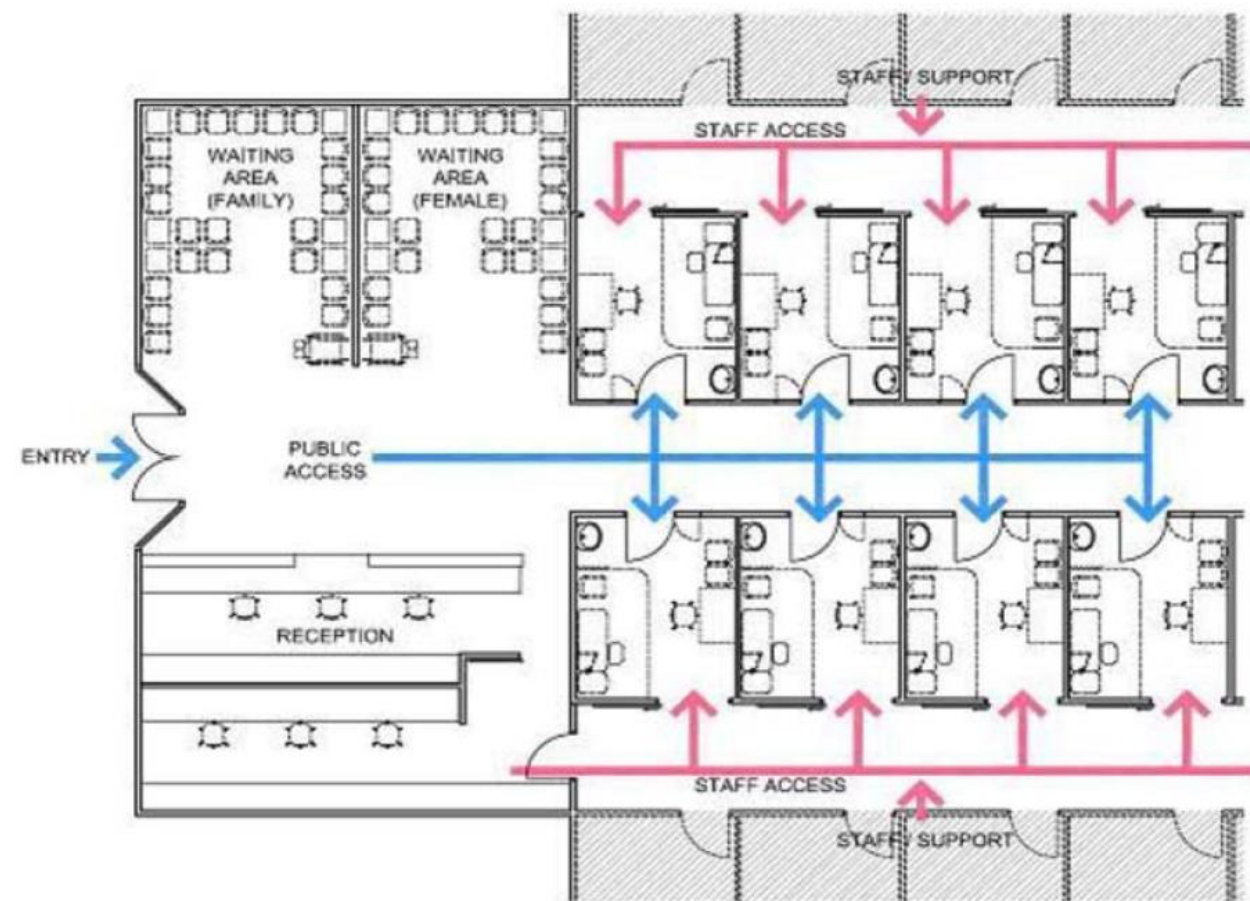 STAFF / SUPPORT
STAFF ACCESS
WAITING
AREA
(FAMILY)
WAITING
AREA
(FEMALE)
ENTRY
PUBLIC
ACCESS
RECEPTION
STAFF ACCESS
STAFF / SUPPORT